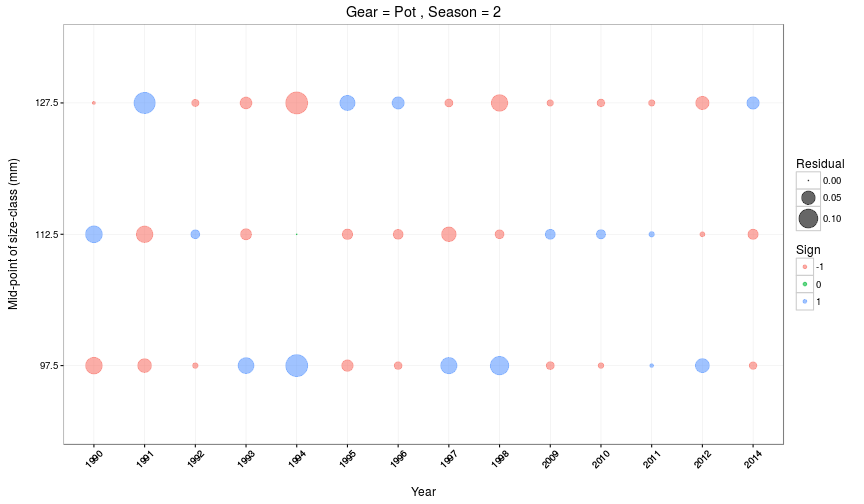 Gear = Pot , Season = 2
Mid-point of size-class (mm)
127.5
112.5
97.5
1990 1991 1992 1993 1994 1995 1996 1997 1998 2009 2010 2011 2012 2014
Year
Residual
0.00
0.05
0.10
Sign
-1
0
1